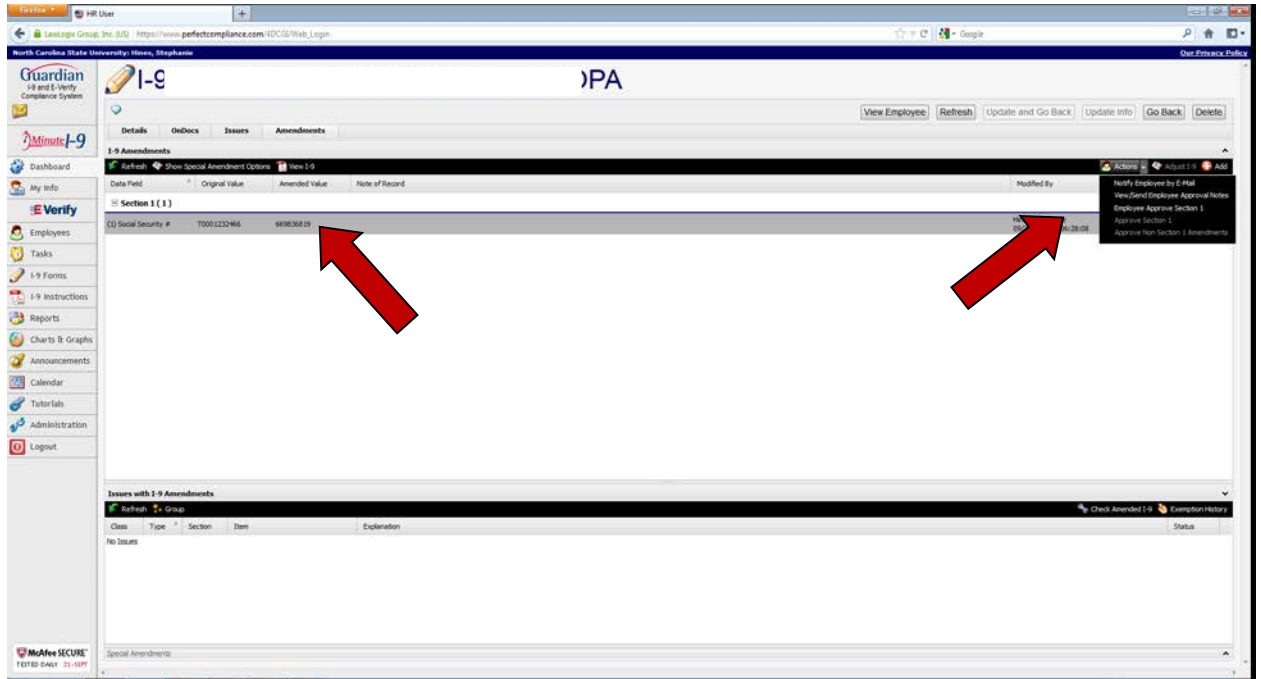 Firefox
HR User
+
LawLogix Group, Inc. (US) https://www.perfectcompliance.com/4DCGI/Web_Login
Google
North Carolina State University: Hines, Stephanie
Our Privacy Policy
Guardian
I-9 and E-Verify
Compliance System
I-9
)PA
View Employee Refresh Update and Go Back Update Info Go Back Delete
Details OnDocs Issues Amendments
Minute I-9
I-9 Amendments
Dashboard
Refresh Show Special Amendment Options View I-9
Actions Adjust I-9 Add
My Info
Data Field Original Value Amended Value Note of Record Modified By
Notify Employee by E-Mail
View/Send Employee Approval Notes
Employee Approve Section 1
Approve Section 1
Approve Non Section 1 Amendments
E Verify
Section 1 ( 1 )
(1) Social Security # T0001232466 669836819
:28:08
Employees
Tasks
I-9 Forms
I-9 Instructions
Reports
Charts & Graphs
Announcements
Calendar
Tutorials
Administration
Logout
Issues with I-9 Amendments
Refresh Group
Check Amended I-9 Exemption History
Class Type Section Item Explanation Status
No Issues
McAfee SECURE
TESTED DAILY 21-SEPT
Special Amendments